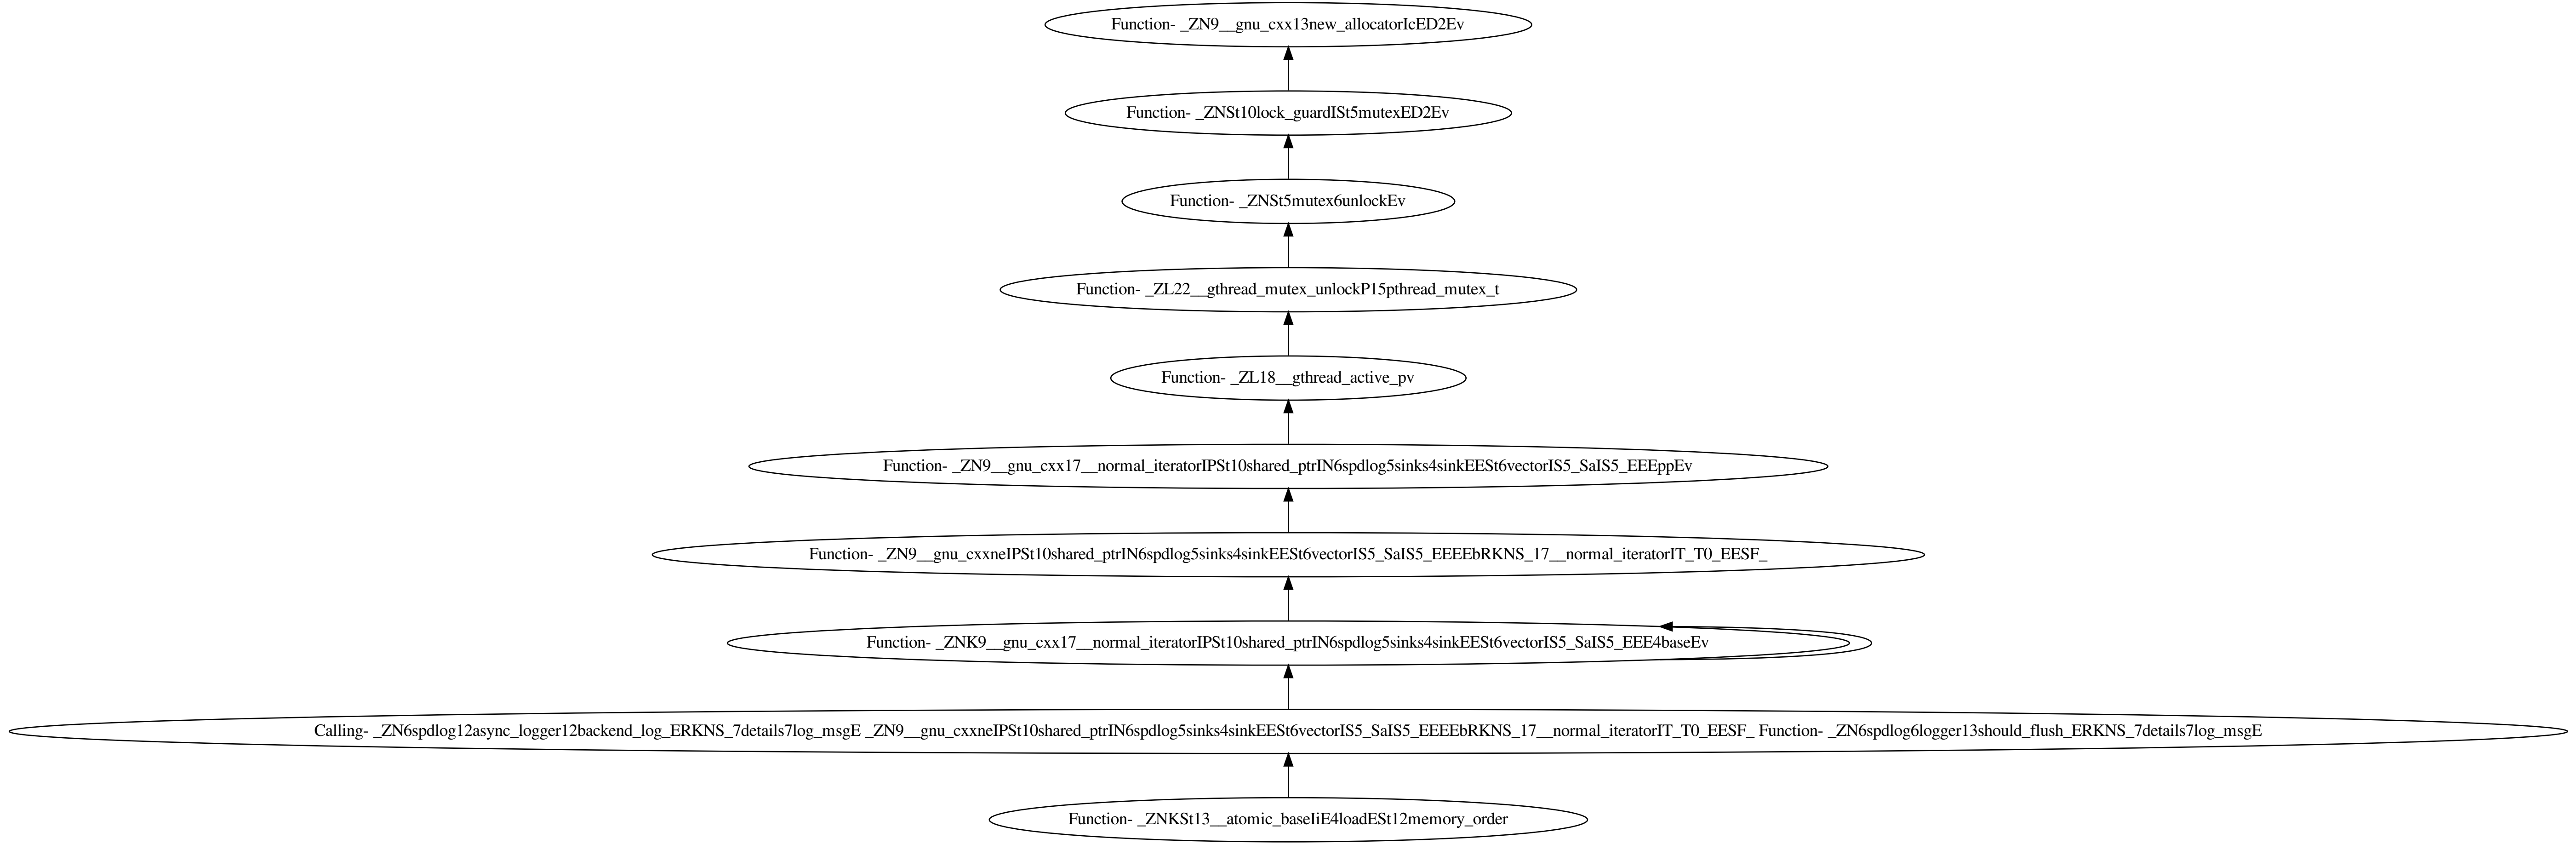 Function- _ZN9__gnu_cxx13new_allocatorIcED2Ev
Function- _ZNSt10lock_guardISt5mutexED2Ev
Function- _ZNSt5mutex6unlockEv
Function- _ZL22__gthread_mutex_unlockP15pthread_mutex_t
Function- _ZL18__gthread_active_pv
Function- _ZN9__gnu_cxx17__normal_iteratorIPSt10shared_ptrIN6spdlog5sinks4sinkEESt6vectorIS5_SaIS5_EEEppEv
Function- _ZN9__gnu_cxxneIPSt10shared_ptrIN6spdlog5sinks4sinkEESt6vectorIS5_SaIS5_EEEEbRKNS_17__normal_iteratorIT_T0_EESF_
Function- _ZNK9__gnu_cxx17__normal_iteratorIPSt10shared_ptrIN6spdlog5sinks4sinkEESt6vectorIS5_SaIS5_EEE4baseEv
Calling- _ZN6spdlog12async_logger12backend_log_ERKNS_7details7log_msgE _ZN9__gnu_cxxneIPSt10shared_ptrIN6spdlog5sinks4sinkEESt6vectorIS5_SaIS5_EEEEbRKNS_17__normal_iteratorIT_T0_EESF_ Function- _ZN6spdlog6logger13should_flush_ERKNS_7details7log_msgE
Function- _ZNKSt13__atomic_baseIiE4loadESt12memory_order